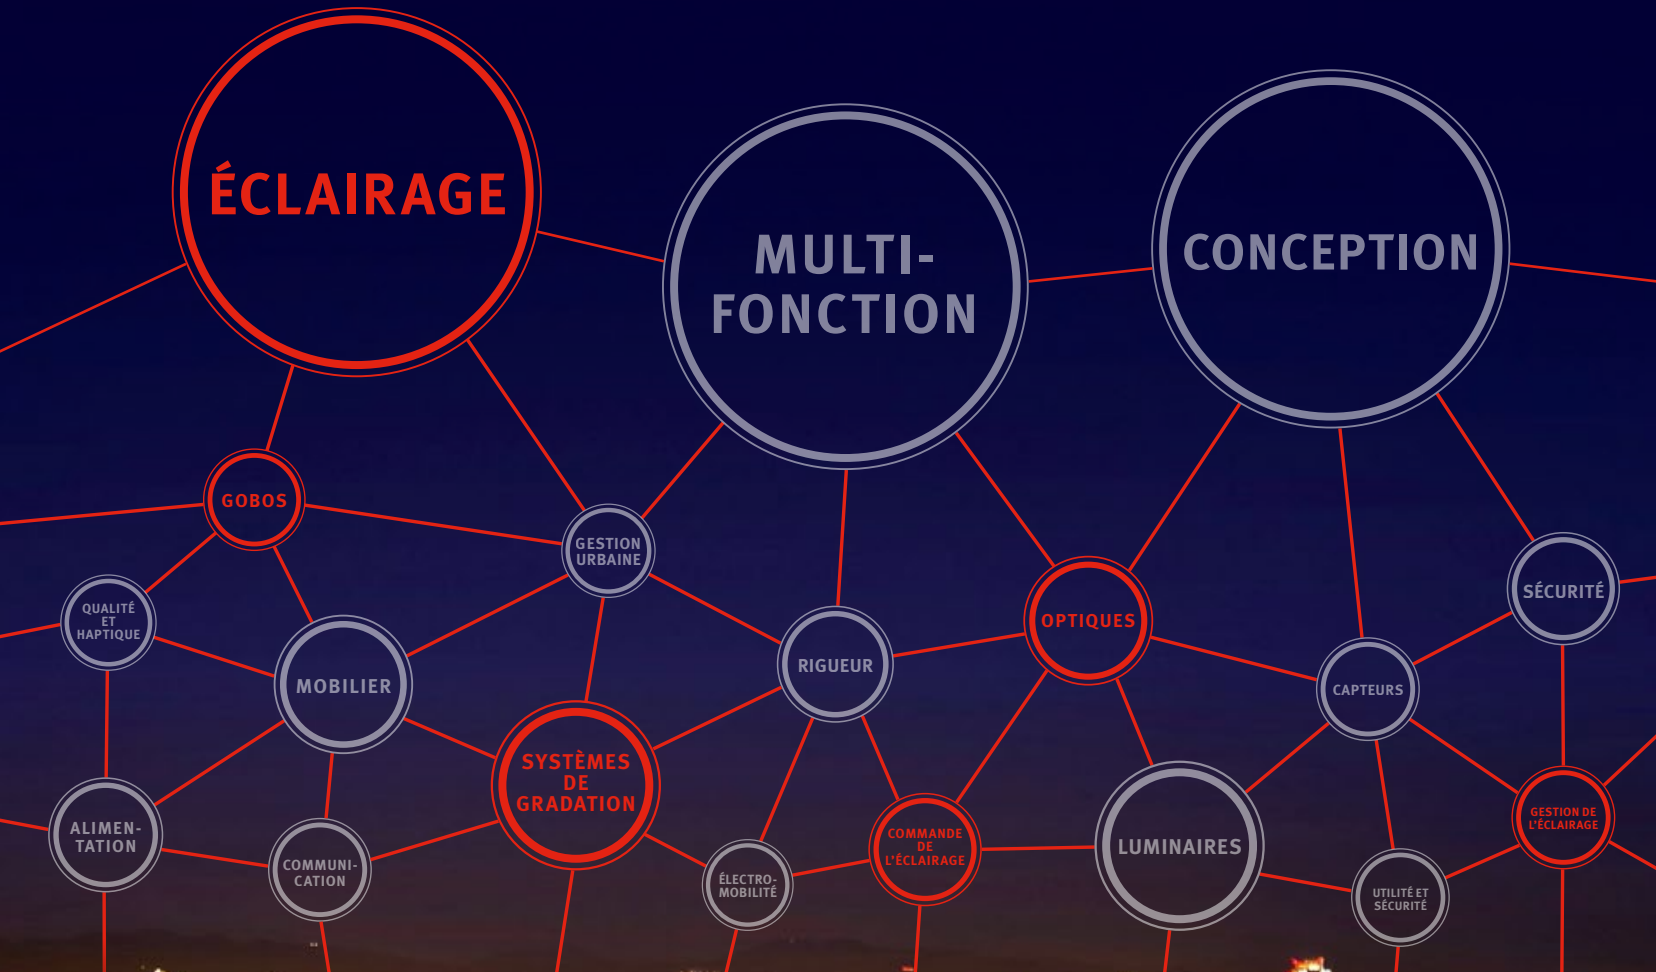 ÉCLAIRAGE
MULTI-
FONCTION
CONCEPTION
GOBOS
GESTION
URBAINE
SÉCURITÉ
QUALITÉ
ET
HAPTIQUE
OPTIQUES
MOBILIER
RIGUEUR
CAPTEURS
SYSTÈMES
DE
GRADATION
ALIMEN-
TATION
COMMUNI-
CATION
ÉLECTRO-
MOBILITÉ
COMMANDE
DE
L'ÉCLAIRAGE
LUMINAIRES
GESTION DE
L'ÉCLAIRAGE
UTILITÉ ET
SÉCURITÉ